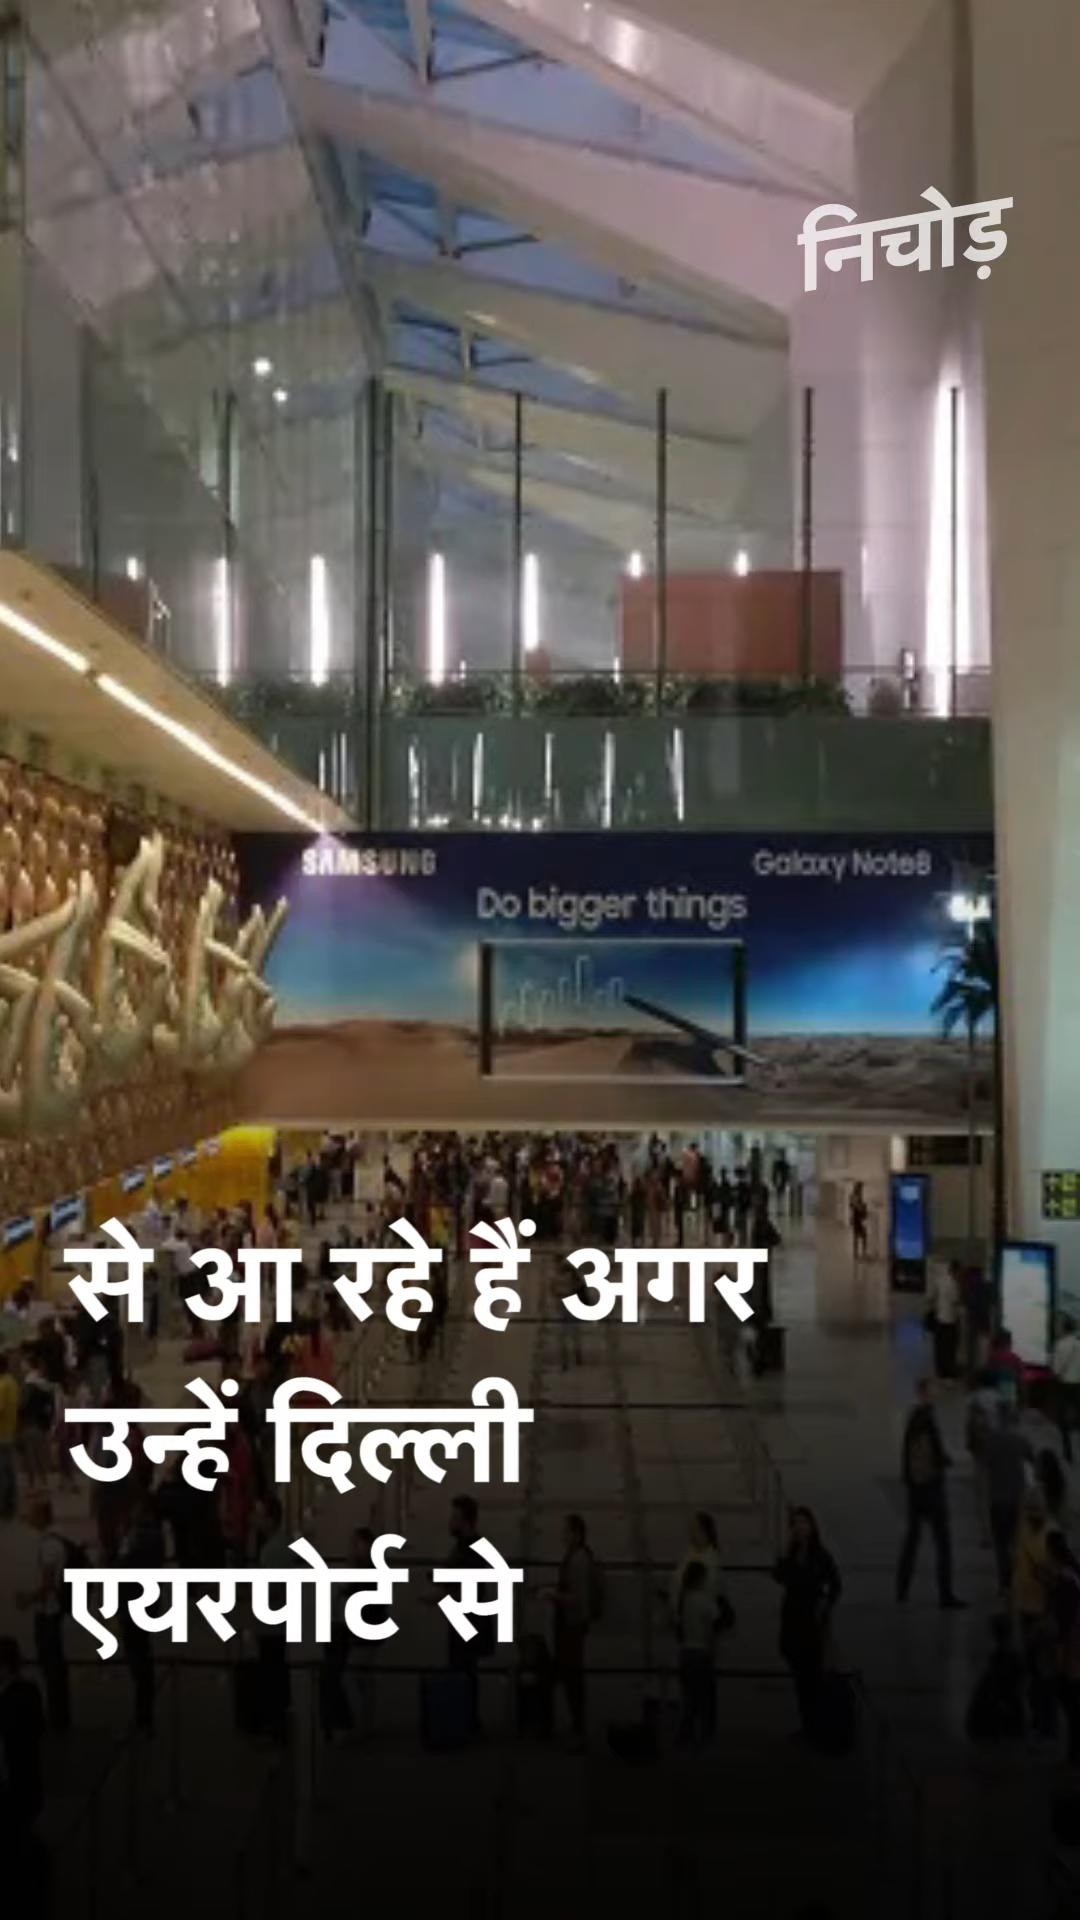 निचोड़
SAMSUNG
Galaxy Note8
Do bigger things
से आ रहे हैं अगर
उन्हें दिल्ली
एयरपोर्ट से